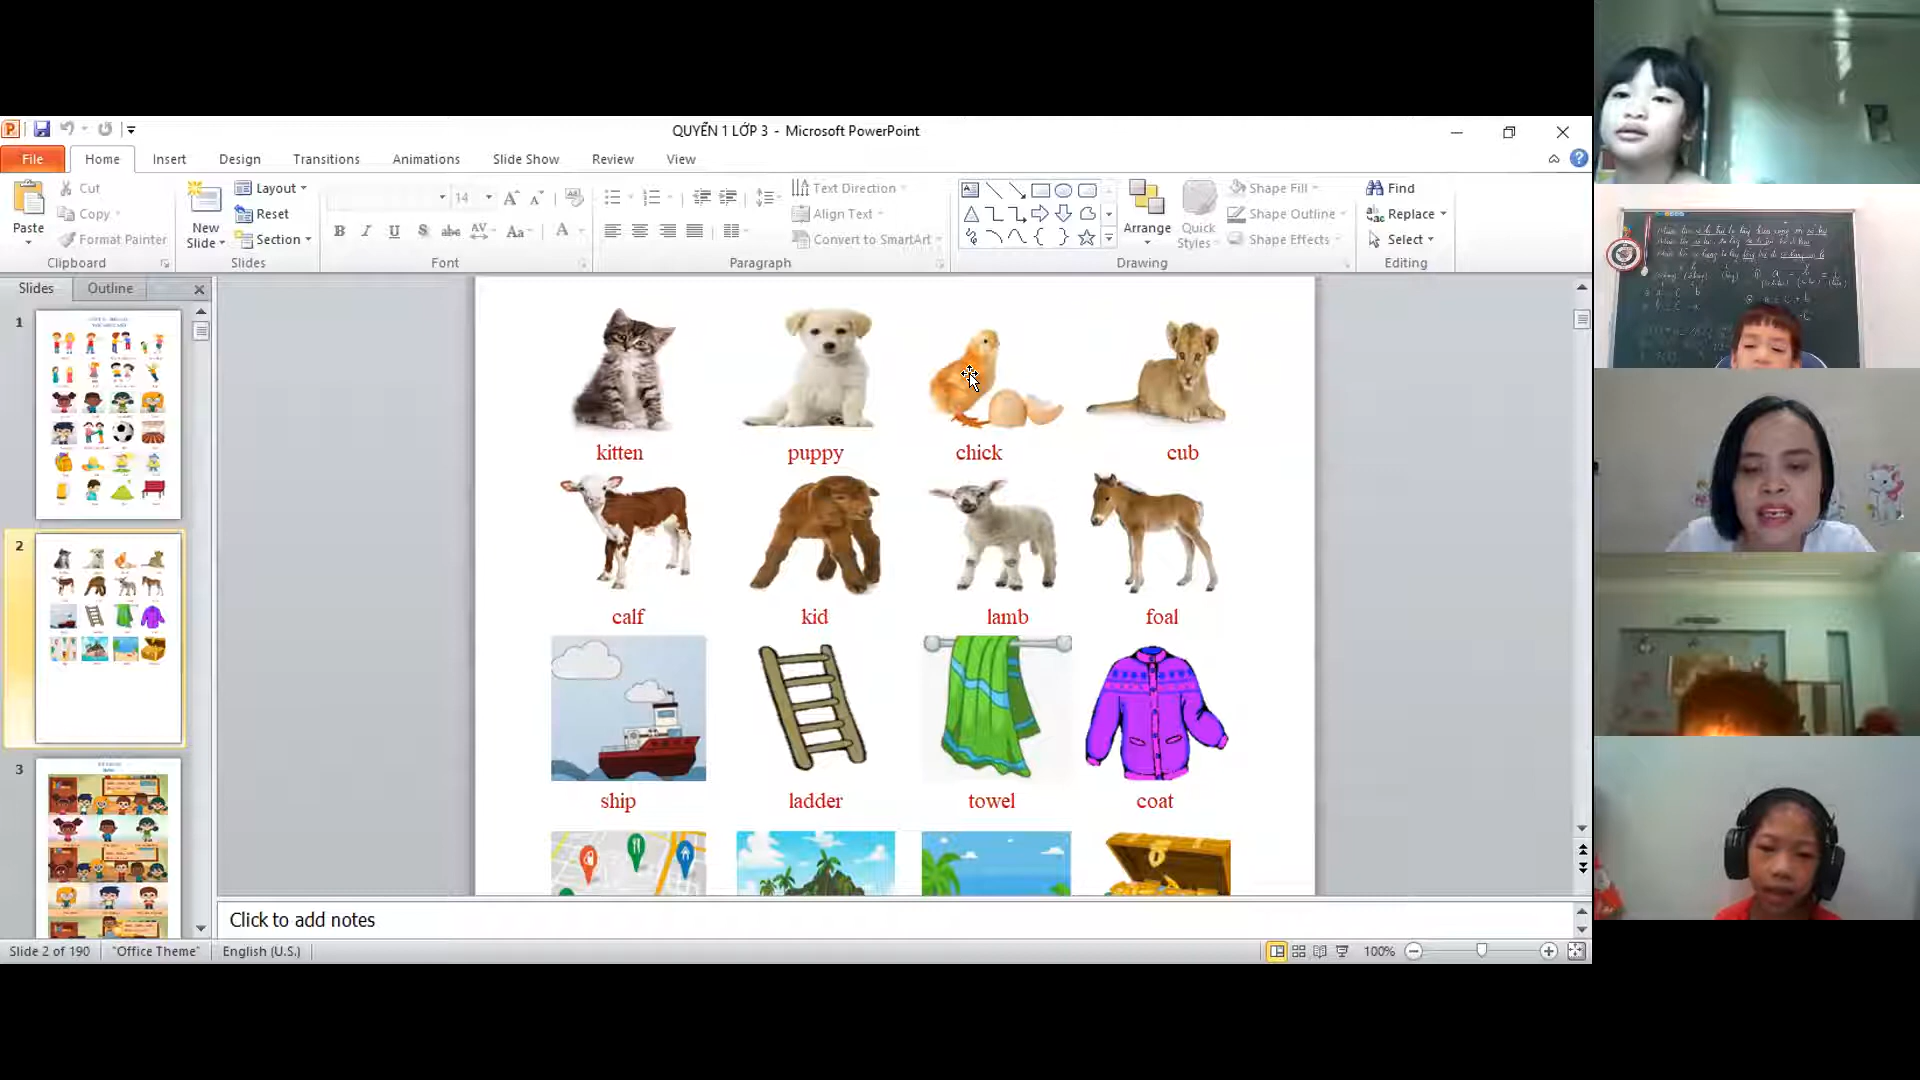 QUYỂN 1 LỚP 3 - Microsoft PowerPoint
File Home Insert Design Transitions Animations Slide Show Review View
Paste
Cut
Copy
Format Painter
Clipboard
New Slide
Layout
Reset
Section
Slides
14
Font
Text Direction
Align Text
Convert to SmartArt
Paragraph
Arrange
Quick Styles
Shape Fill
Shape Outline
Shape Effects
Drawing
Find
Replace
Select
Editing
Slides Outline
1
2
3
kitten puppy chick cub
calf kid lamb foal
ship ladder towel coat
Click to add notes
Slide 2 of 190 "Office Theme" English (U.S.) 100%